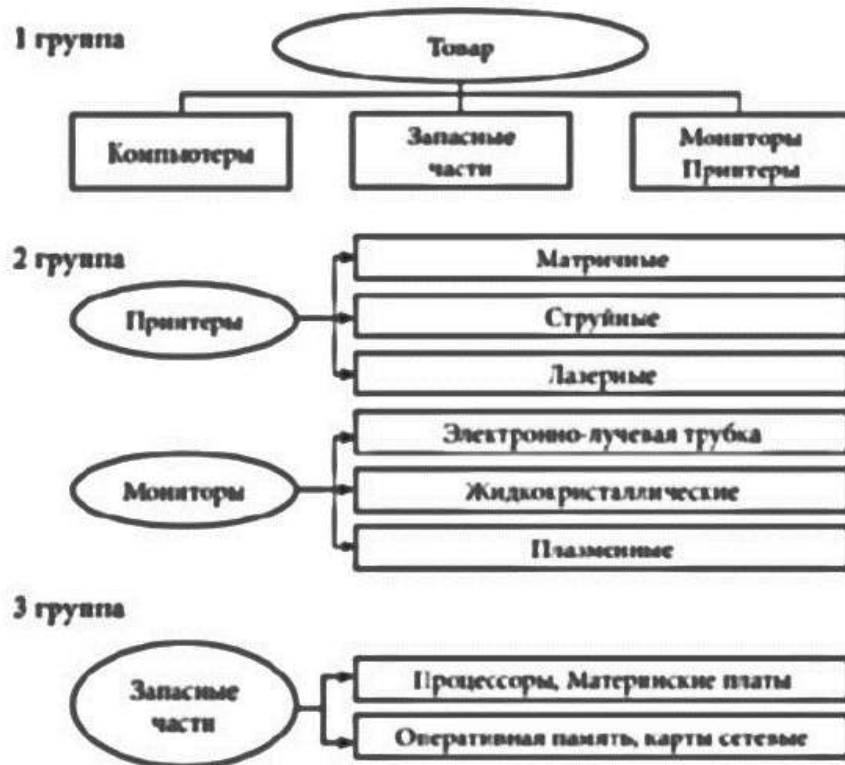 1 группа
Товар
Компьютеры
Запасные
части
Мониторы
Принтеры
2 группа
Принтеры
Матричные
Струйные
Лазерные
Мониторы
Электронно-лучевая трубка
Жидкокристаллические
Плазменные
3 группа
Запасные
части
Процессоры, Материнские платы
Оперативная память, карты сетевые